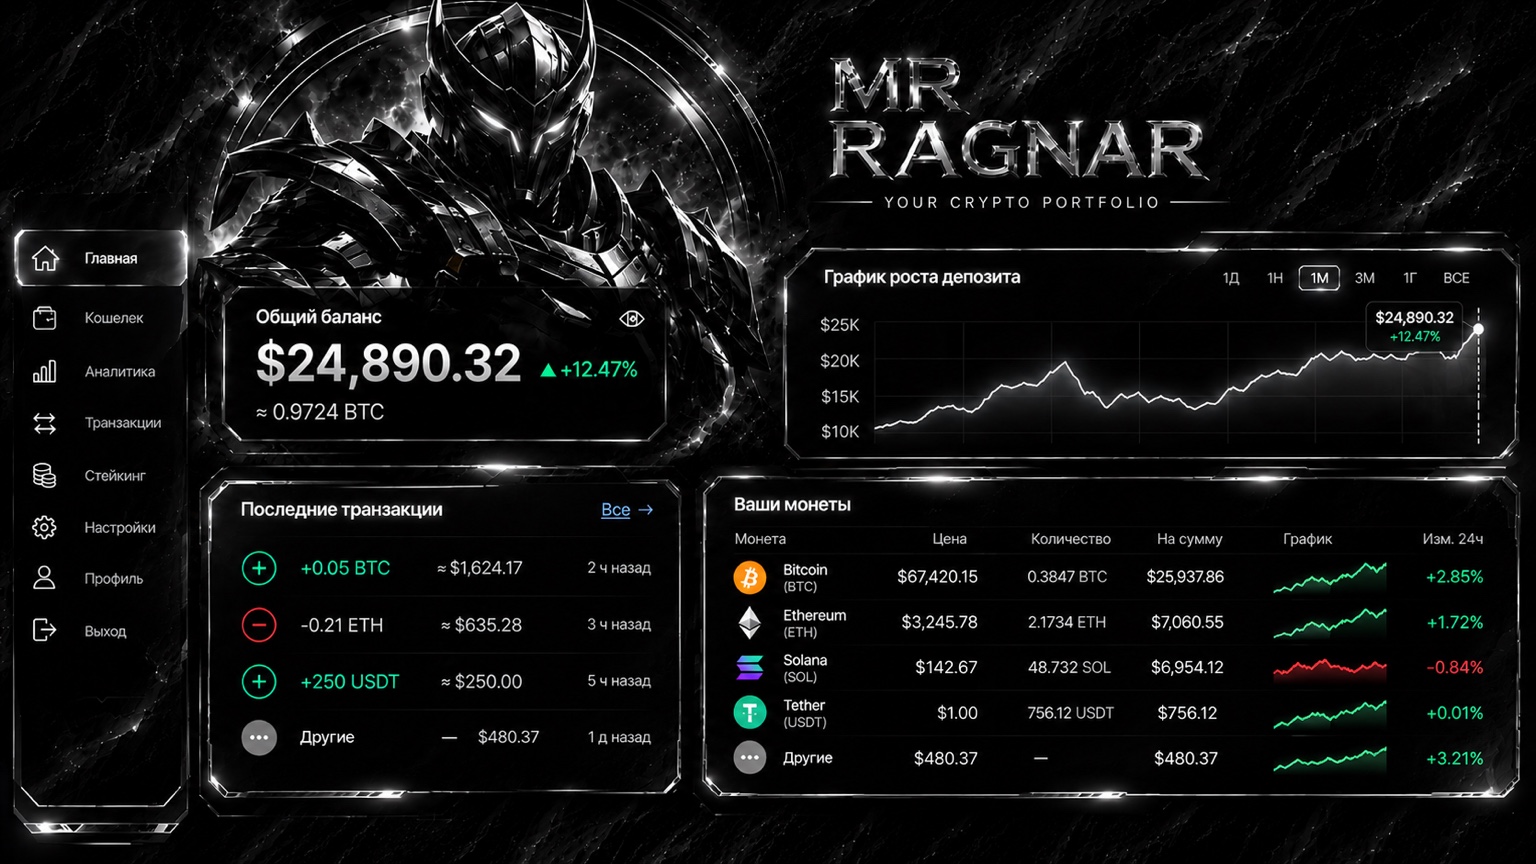 MR
RAGNAR
YOUR CRYPTO PORTFOLIO
Главная
Кошелек
Аналитика
Транзакции
Стейкинг
Настройки
Профиль
Выход
Общий баланс
$24,890.32 ▲+12.47%
≈ 0.9724 BTC
График роста депозита 1Д 1Н 1М 3М 1Г ВСЕ
$24,890.32
+12.47%
$25K
$20K
$15K
$10K
Последние транзакции Все →
+0.05 BTC ≈ $1,624.17 2 ч назад
-0.21 ETH ≈ $635.28 3 ч назад
+250 USDT ≈ $250.00 5 ч назад
Другие — $480.37 1 д назад
Ваши монеты
Монета Цена Количество На сумму График Изм. 24ч
Bitcoin
(BTC) $67,420.15 0.3847 BTC $25,937.86 +2.85%
Ethereum
(ETH) $3,245.78 2.1734 ETH $7,060.55 +1.72%
Solana
(SOL) $142.67 48.732 SOL $6,954.12 -0.84%
Tether
(USDT) $1.00 756.12 USDT $756.12 +0.01%
Другие $480.37 — $480.37 +3.21%